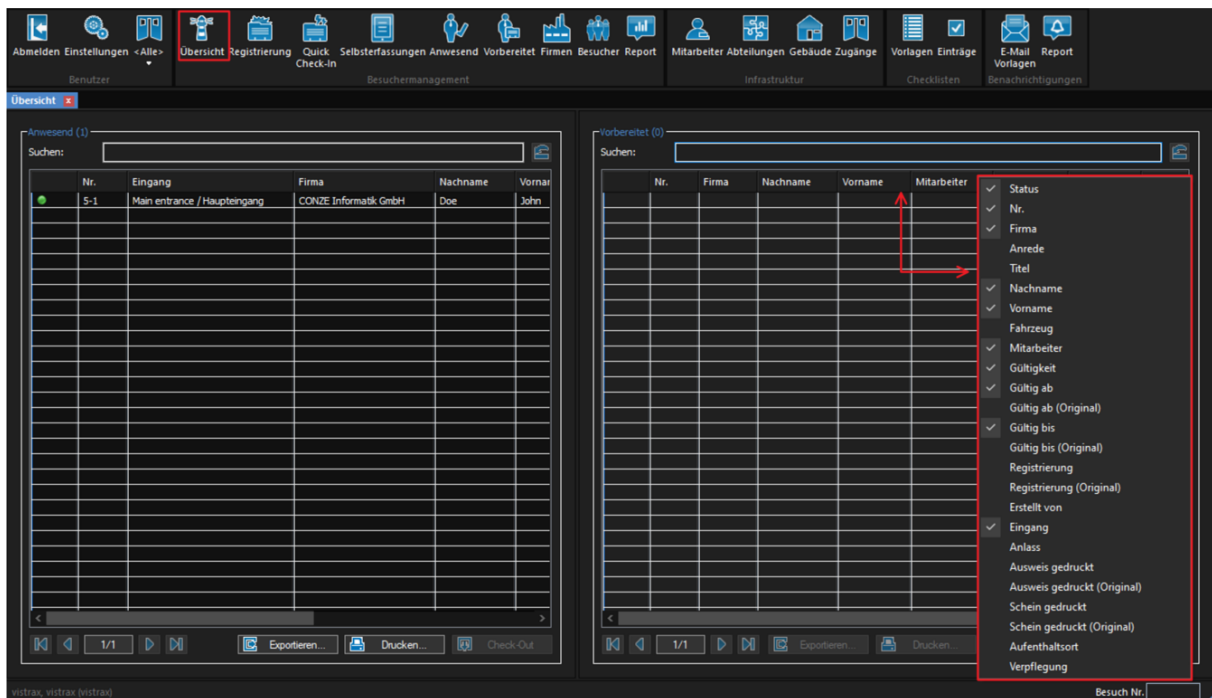 Abmelden Einstellungen <Alle> Übersicht Registrierung Quick Check-In Selbsterfassungen Anwesend Vorbereitet Firmen Besucher Report Mitarbeiter Abteilungen Gebäude Zugänge Vorlagen Einträge E-Mail Vorlagen Report
Benutzer Besuchermanagement Infrastruktur Checklisten Benachrichtigungen
Übersicht x
Anwesend (1)
Suchen:
Nr. Eingang Firma Nachname Vornar
5-1 Main entrance / Haupteingang CONZE Informatik GmbH Doe John
1/1 Exportieren... Drucken... Check-Out
Vorbereitet (0)
Suchen:
Nr. Firma Nachname Vorname Mitarbeiter
1/1 Exportieren... Drucken...
Status
Nr.
Firma
Anrede
Titel
Nachname
Vorname
Fahrzeug
Mitarbeiter
Gültigkeit
Gültig ab
Gültig ab (Original)
Gültig bis
Gültig bis (Original)
Registrierung
Registrierung (Original)
Erstellt von
Eingang
Anlass
Ausweis gedruckt
Ausweis gedruckt (Original)
Schein gedruckt
Schein gedruckt (Original)
Aufenthaltsort
Verpflegung
vistrax, vistrax (vistrax)
Besuch Nr.